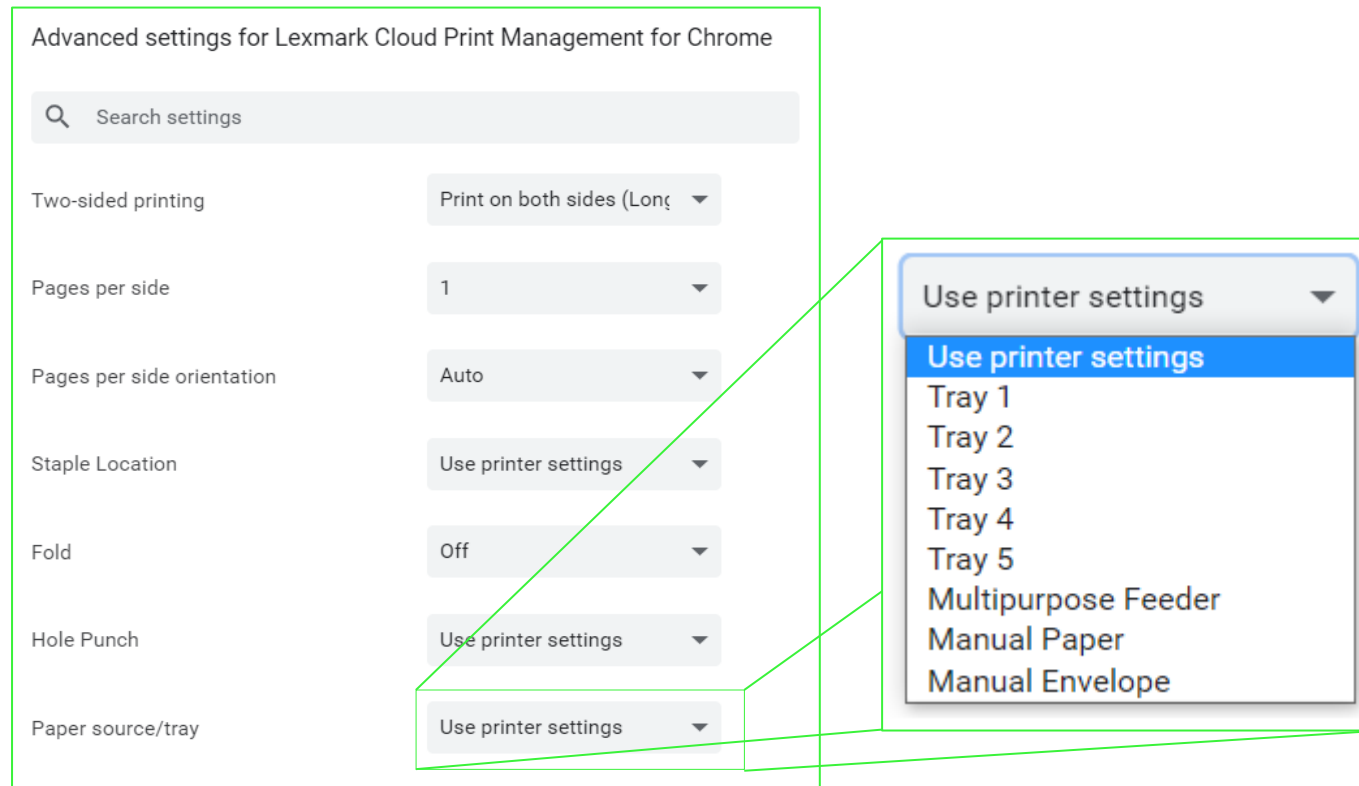 Advanced settings for Lexmark Cloud Print Management for Chrome
Search settings
Two-sided printing Print on both sides (Long
Pages per side 1
Pages per side orientation Auto
Staple Location Use printer settings
Fold Off
Hole Punch Use printer settings
Paper source/tray Use printer settings
Use printer settings
Use printer settings
Tray 1
Tray 2
Tray 3
Tray 4
Tray 5
Multipurpose Feeder
Manual Paper
Manual Envelope